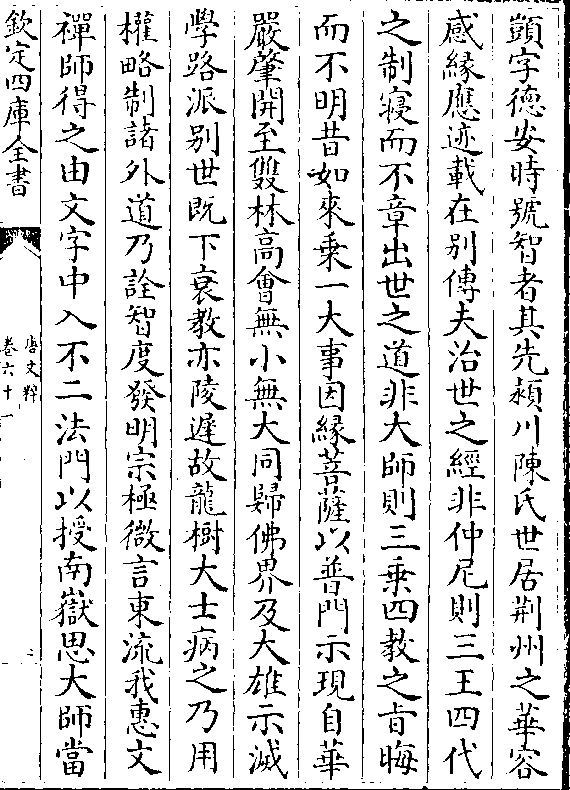 顗字德安時號智者其先潁川陳氏世居荆州之華容
感緣應迹載在别傳夫治世之經非仲尼則三王四代
之制寢而不章出世之道非大師則三乘四教之旨晦
而不明昔如來乗一大事因緣菩薩以普門示現自華
嚴肇開至雙林高會無小無大同歸佛界及大雄示滅
學路派别世既下衰教亦陵遲故龍樹大士病之乃用
權略制諸外道乃詮智度發明宗極微言東流我惠文
禪師得之由文字中入不二法門以授南嶽思大師當
欽定四庫全書
唐文粹
卷六十一